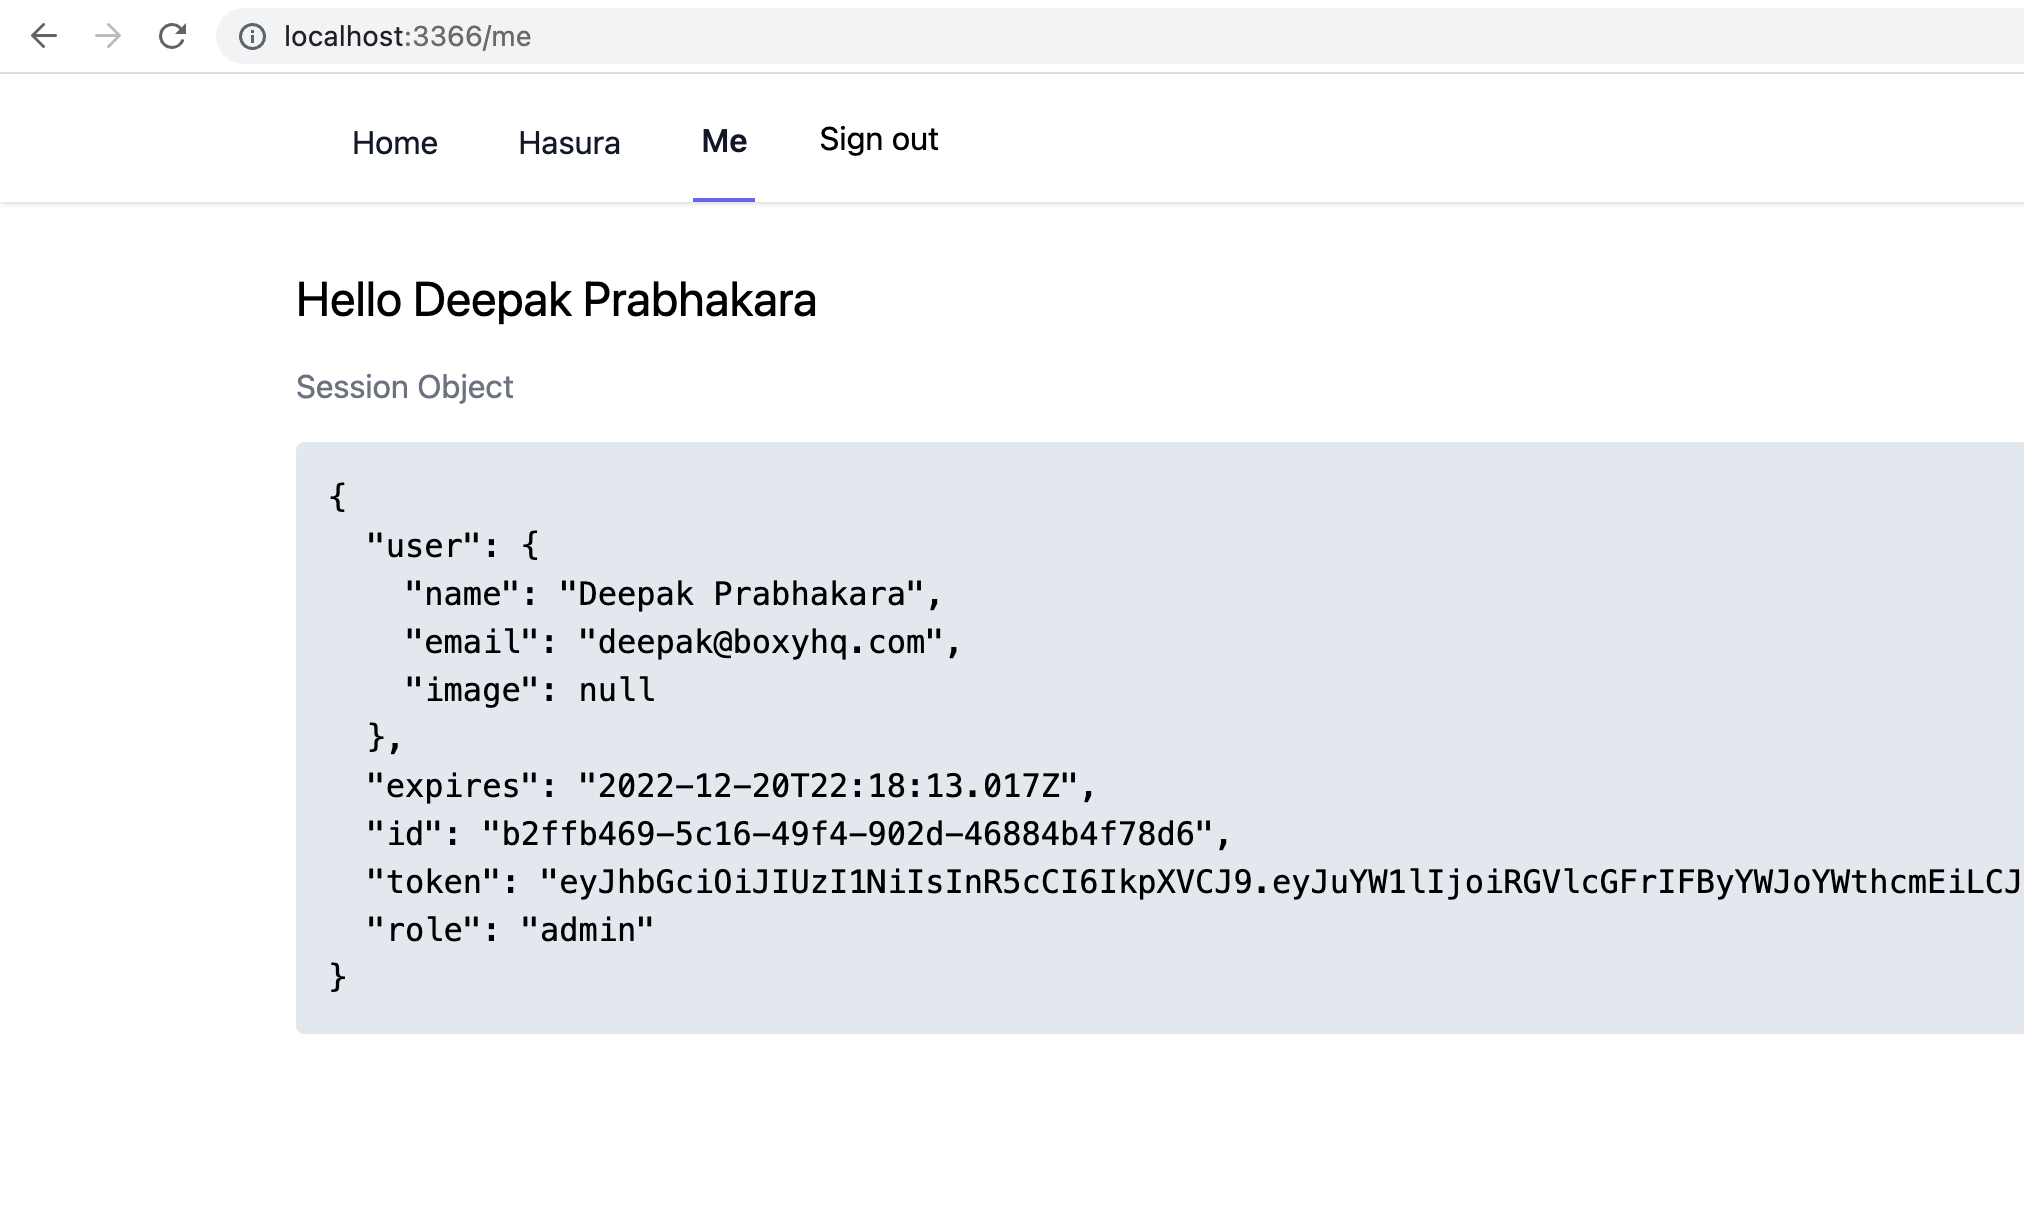 localhost:3366/me
Home Hasura Me Sign out
Hello Deepak Prabhakara
Session Object
{
  "user": {
    "name": "Deepak Prabhakara",
    "email": "deepak@boxyhq.com",
    "image": null
  },
  "expires": "2022-12-20T22:18:13.017Z",
  "id": "b2ffb469-5c16-49f4-902d-46884b4f78d6",
  "token": "eyJhbGciOiJIUzI1NiIsInR5cCI6IkpXVCJ9.eyJuYW1lIjoiRGVlcGFrIFByYWJoYWthcmEiLCJ
  "role": "admin"
}